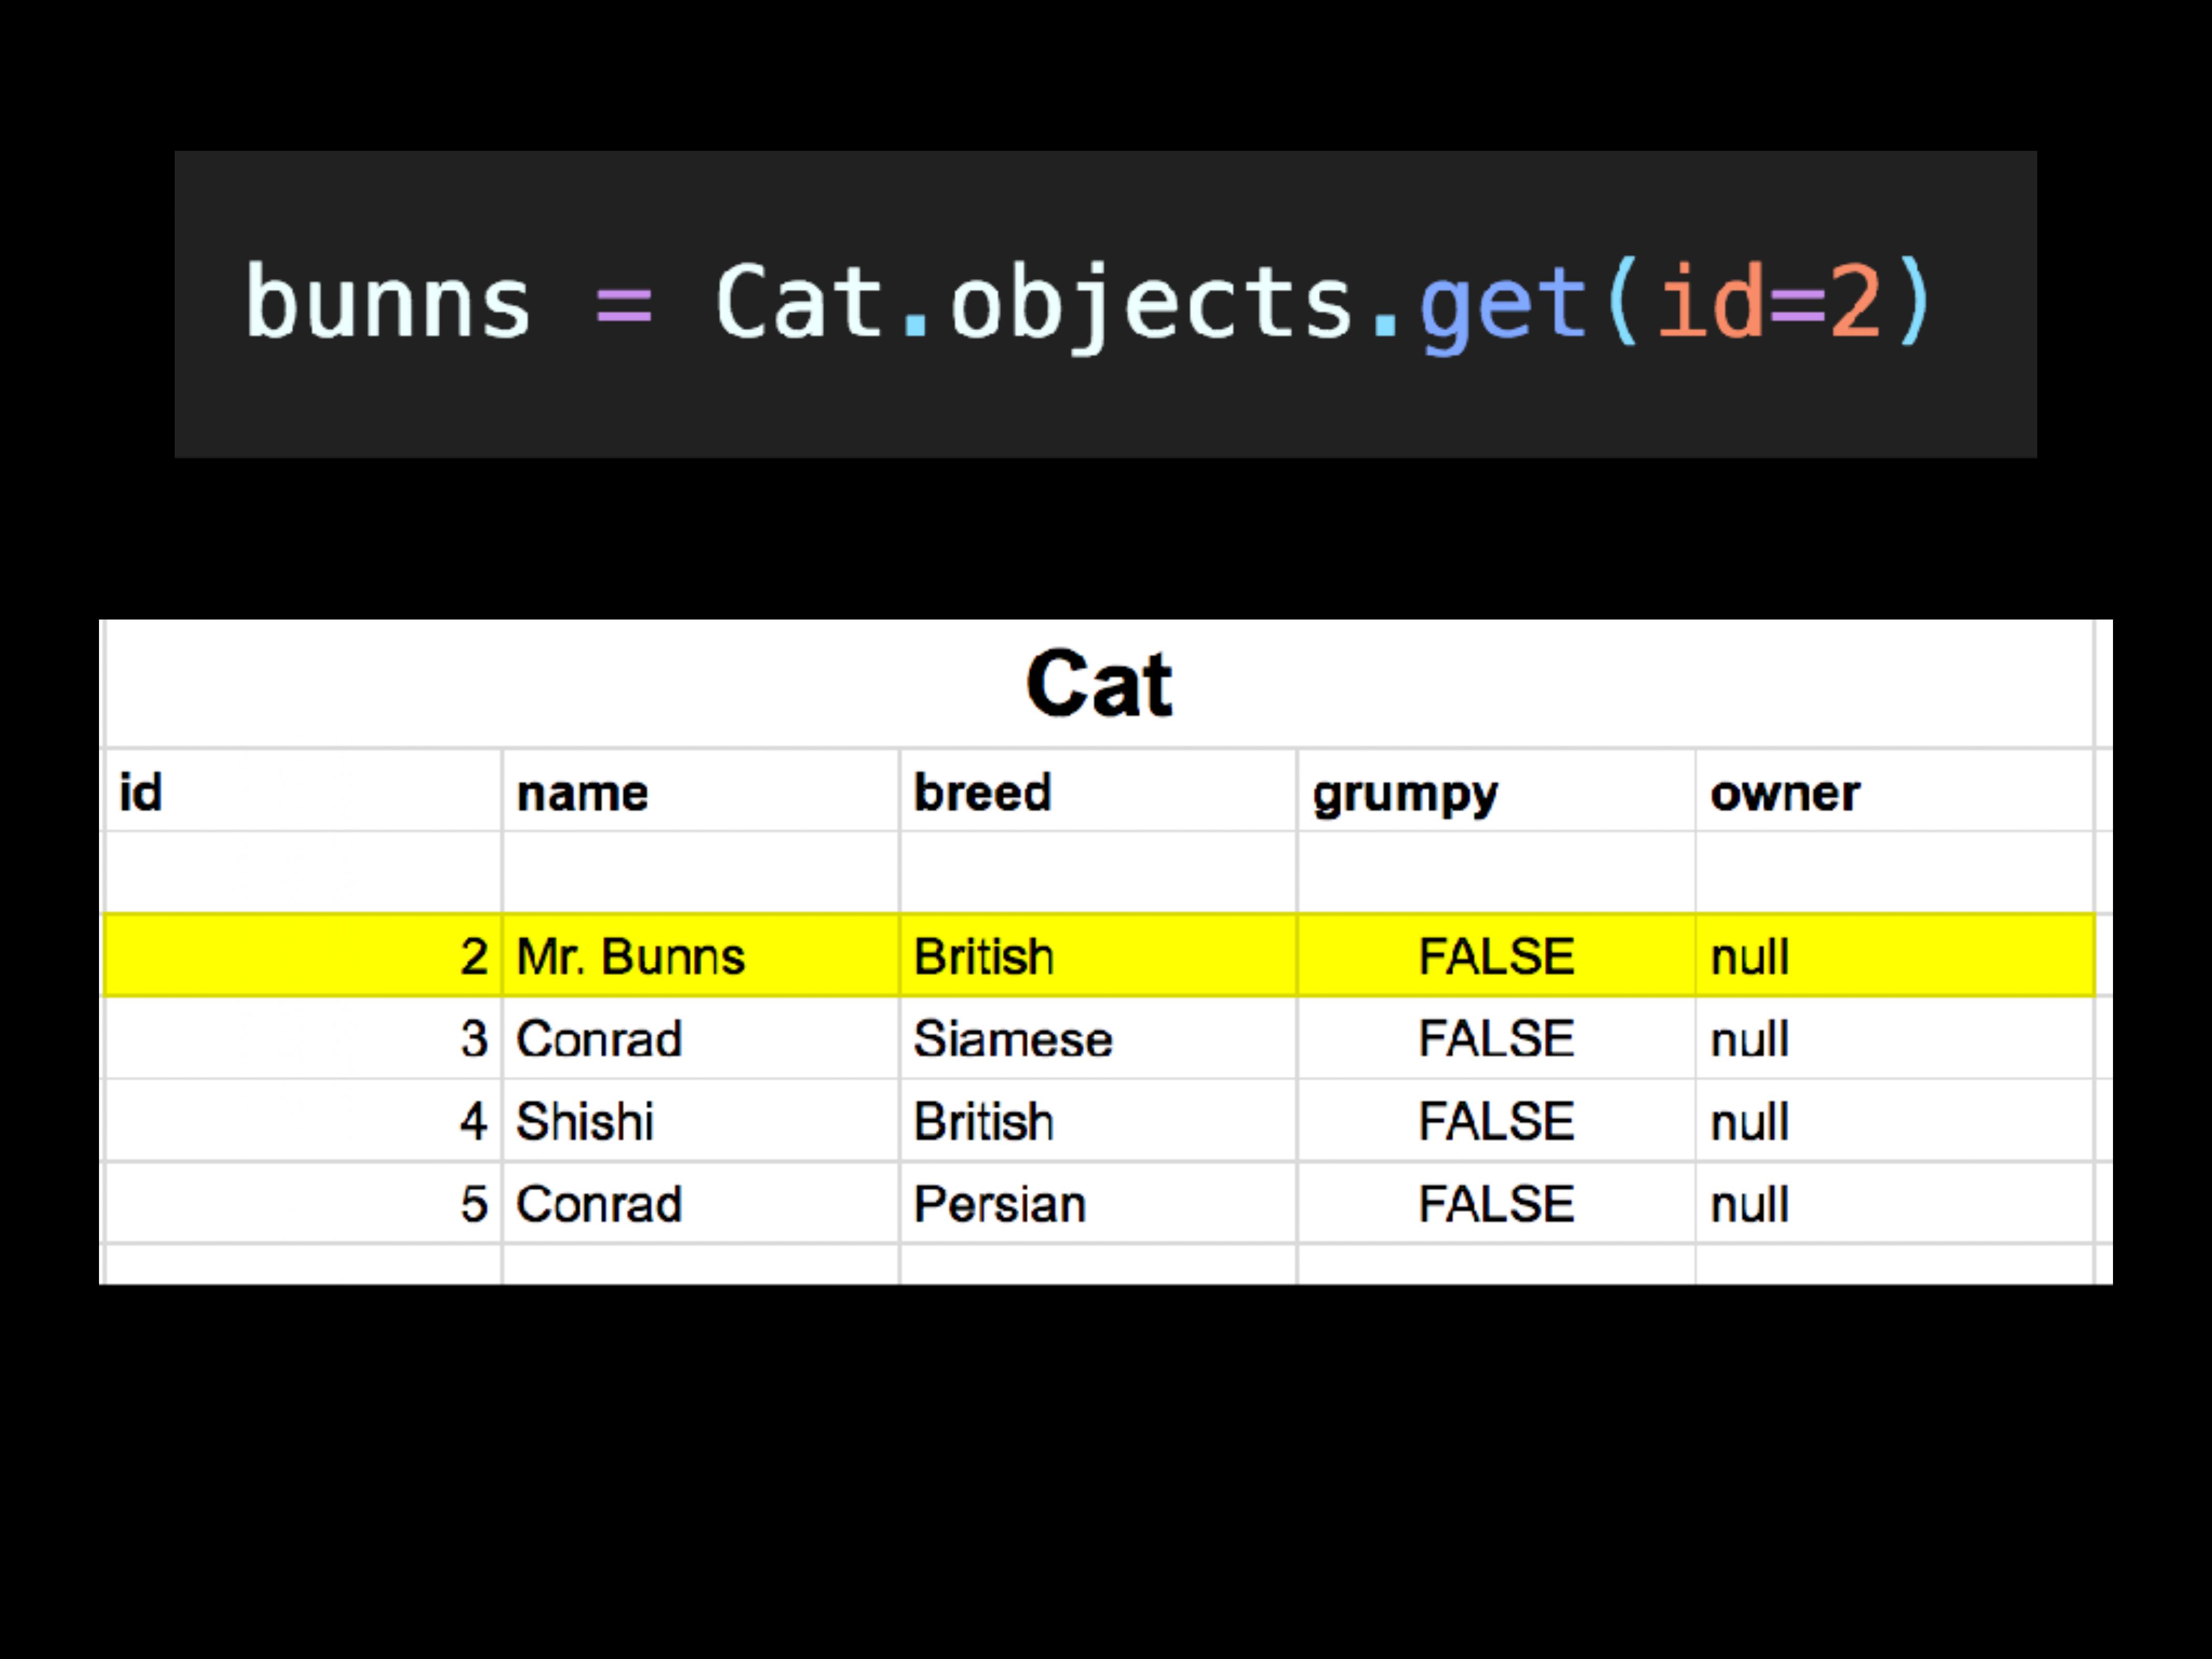 bunns = Cat.objects.get(id=2)
Cat
id name breed grumpy owner
2 Mr. Bunns British FALSE null
3 Conrad Siamese FALSE null
4 Shishi British FALSE null
5 Conrad Persian FALSE null